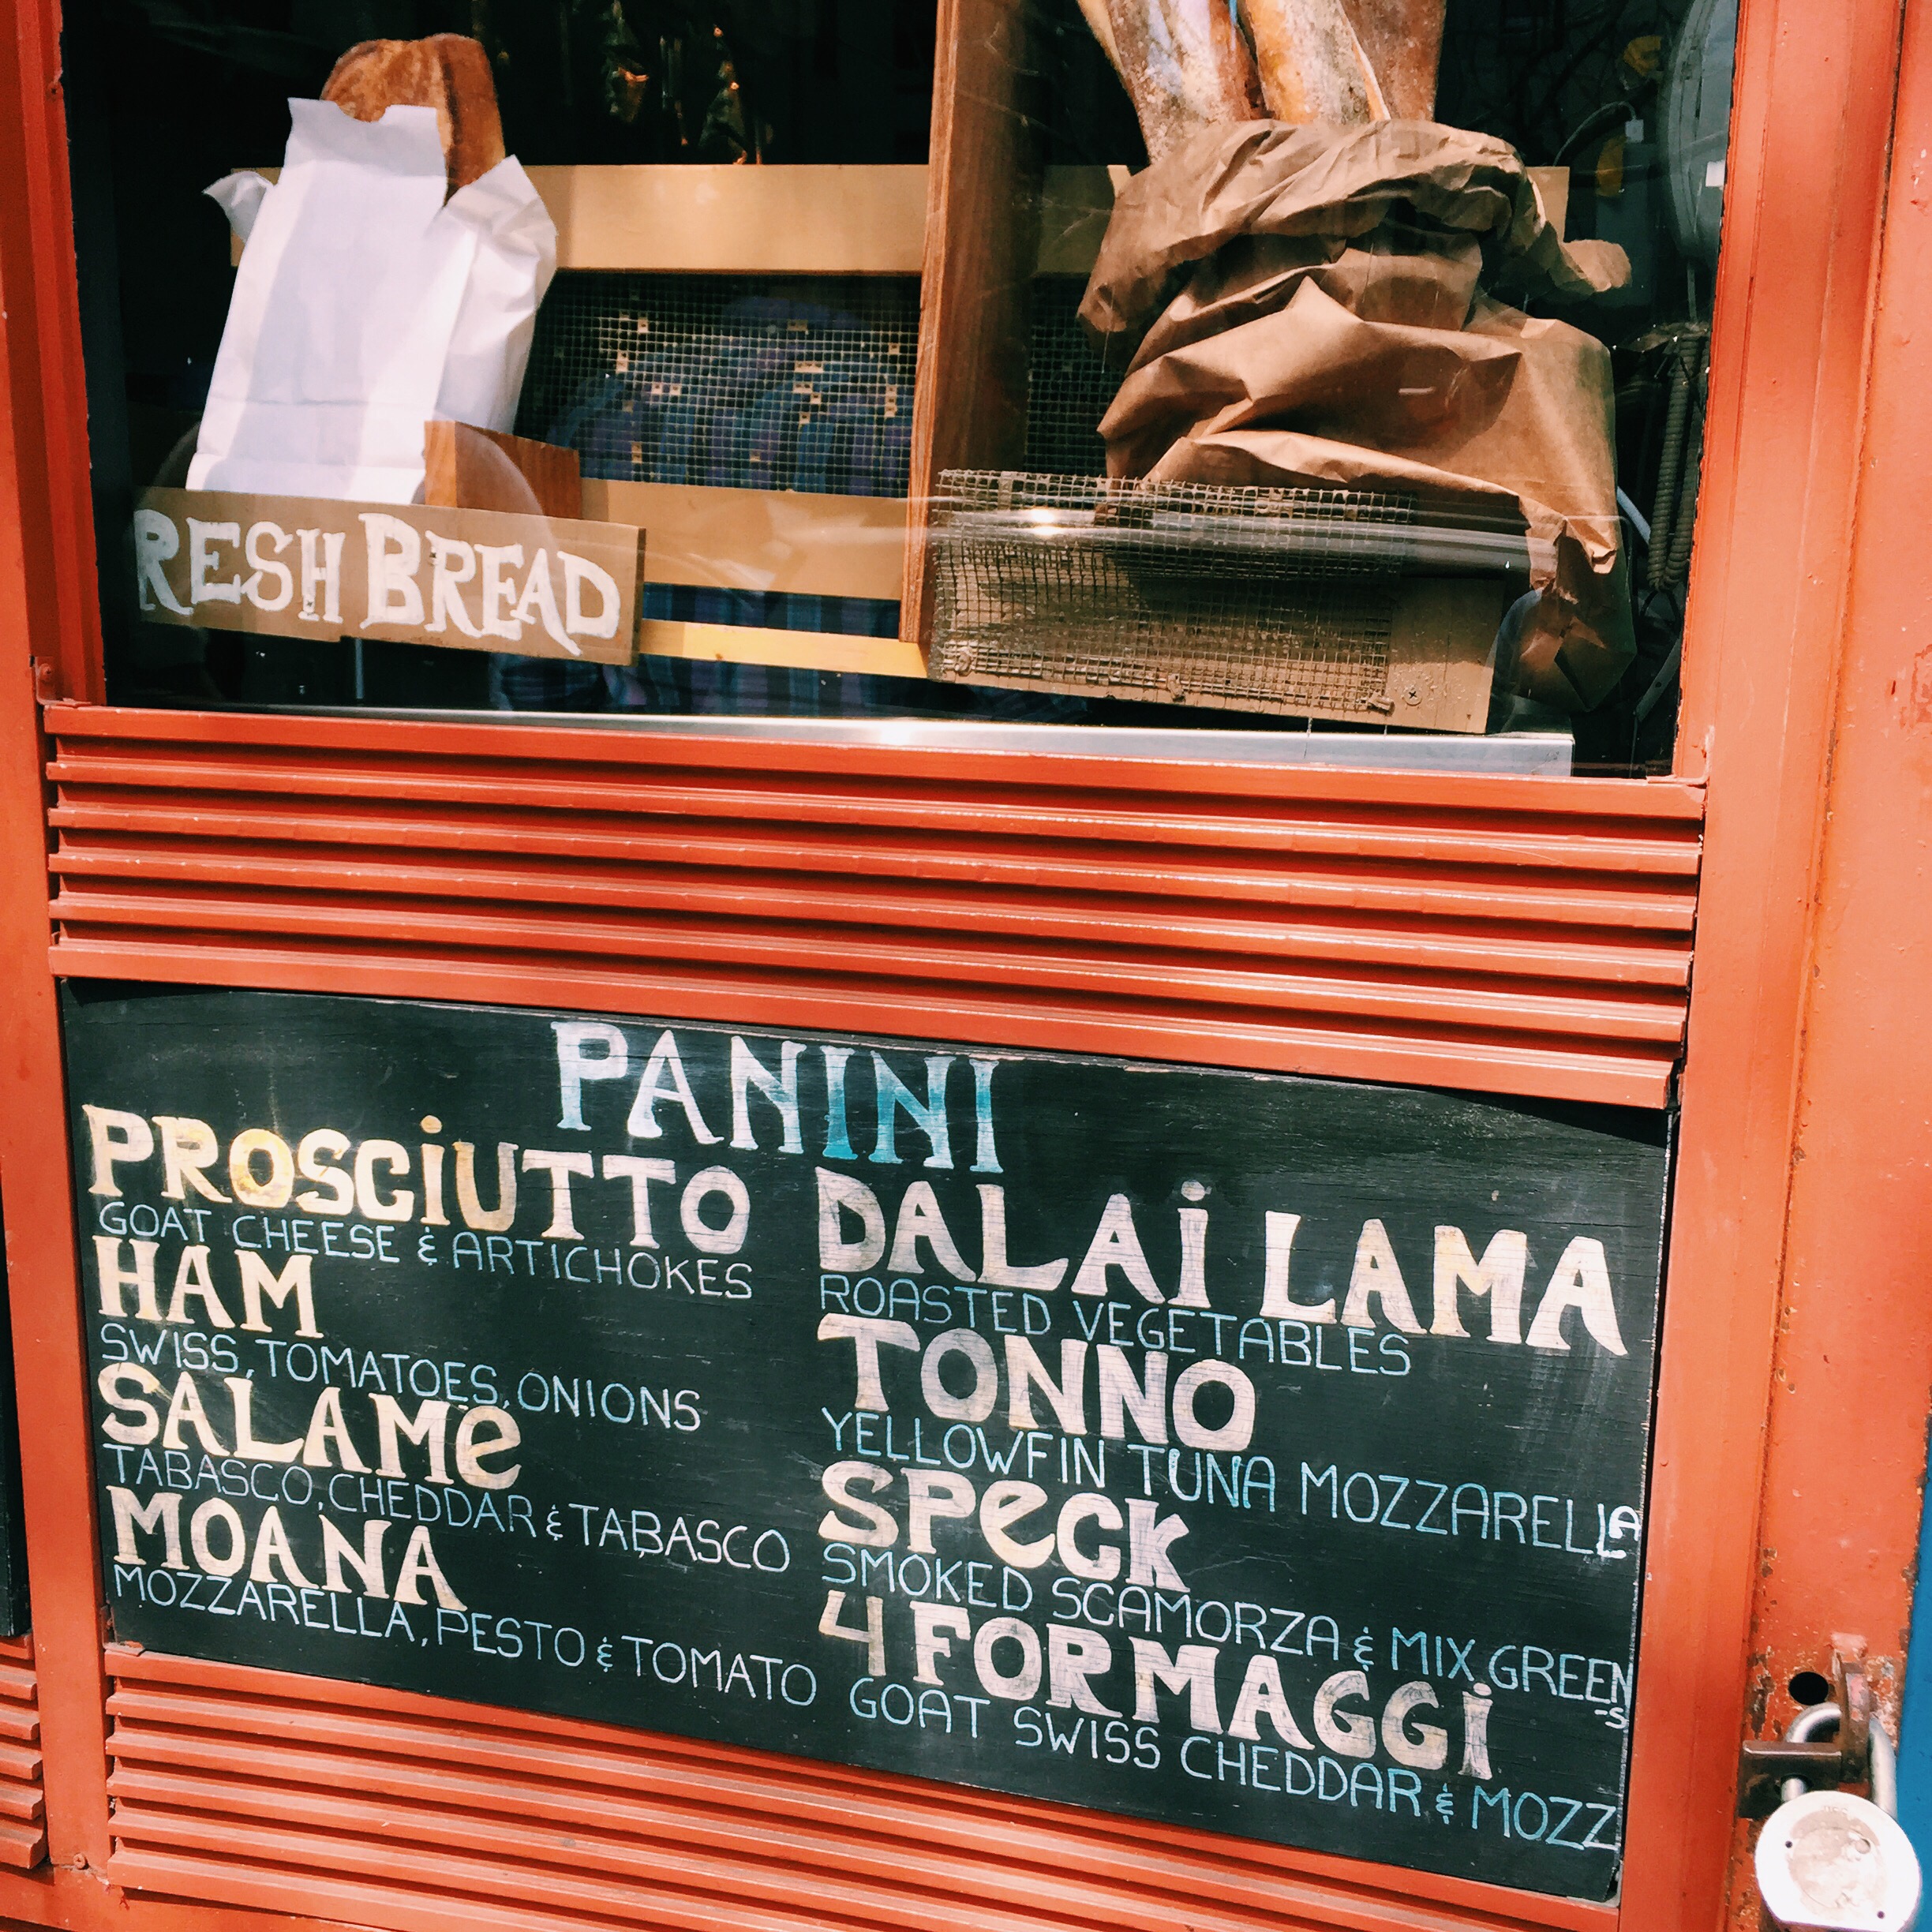 RESH BREAD
PANINI
PROSCiUTTO
GOAT CHEESE & ARTICHOKES
HAM
SWISS, TOMATOES, ONIONS
SALAMe
TABASCO, CHEDDAR & TABASCO
MOANA
MOZZARELLA, PESTO & TOMATO
DALAi LAMA
ROASTED VEGETABLES
TONNO
YELLOWFIN TUNA MOZZARELLA
SPeCK
SMOKED SCAMORZA & MIX GREEN
-S
4 FORMAGGi
GOAT SWISS CHEDDAR & MOZZ